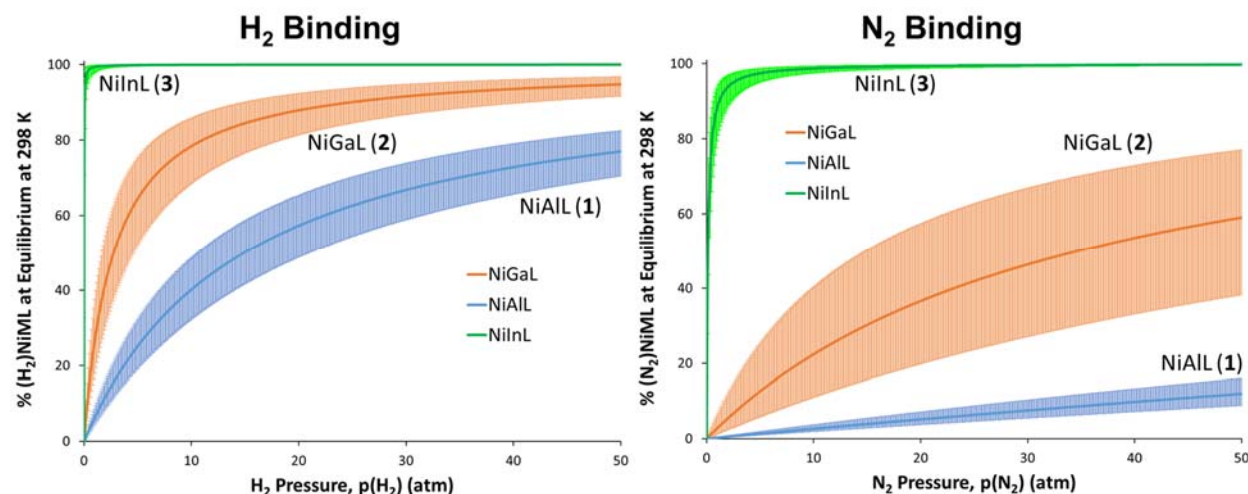 H₂ Binding
% (H₂)NiML at Equilibrium at 298 K
100
80
60
40
20
0
NiInL (3)
NiGaL (2)
NiAlL (1)
NiGaL
NiAlL
NiInL
0 10 20 30 40 50
H₂ Pressure, p(H₂) (atm)
N₂ Binding
% (N₂)NiML at Equilibrium at 298 K
100
80
60
40
20
0
NiInL (3)
NiGaL (2)
NiGaL
NiAlL
NiInL
NiAlL (1)
0 10 20 30 40 50
N₂ Pressure, p(N₂) (atm)